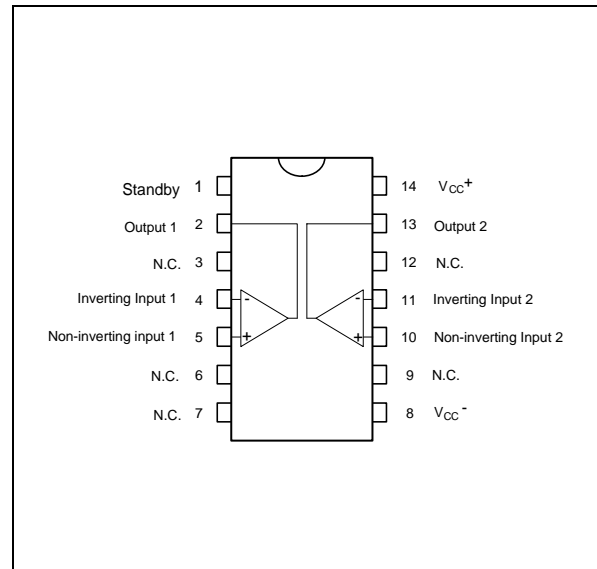 Standby 1
Output 1 2
N.C. 3
Inverting Input 1 4
-
Non-inverting input 1 5
+
N.C. 6
N.C. 7
14 VCC+
13 Output 2
12 N.C.
11 Inverting Input 2
-
10 Non-inverting Input 2
+
9 N.C.
8 VCC-